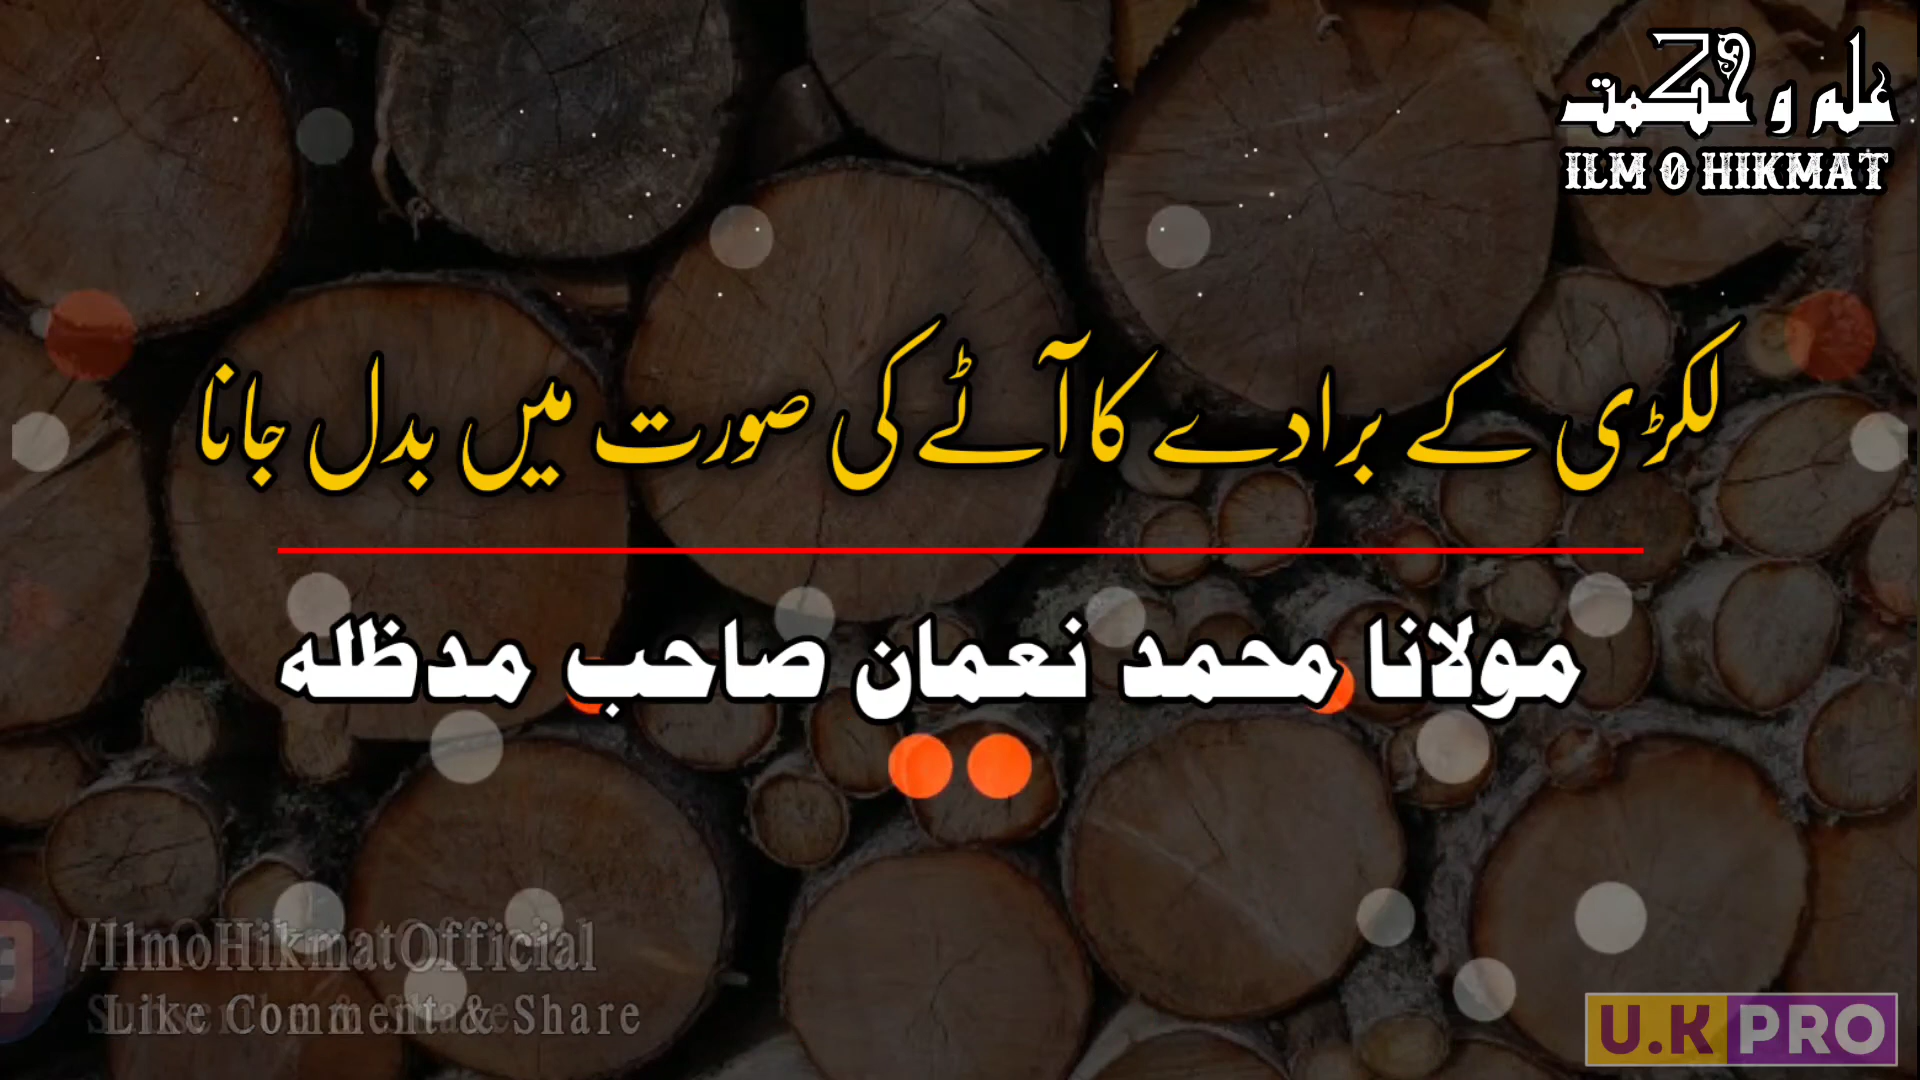 علم و حکمت
ILM O HIKMAT
لکڑی کے برادے کا آٹے کی صورت میں بدل جانا
مولانا محمد نعمان صاحب مدظلہ
//IlmoHikmatOfficial
Like Comment & Share
U.K PRO